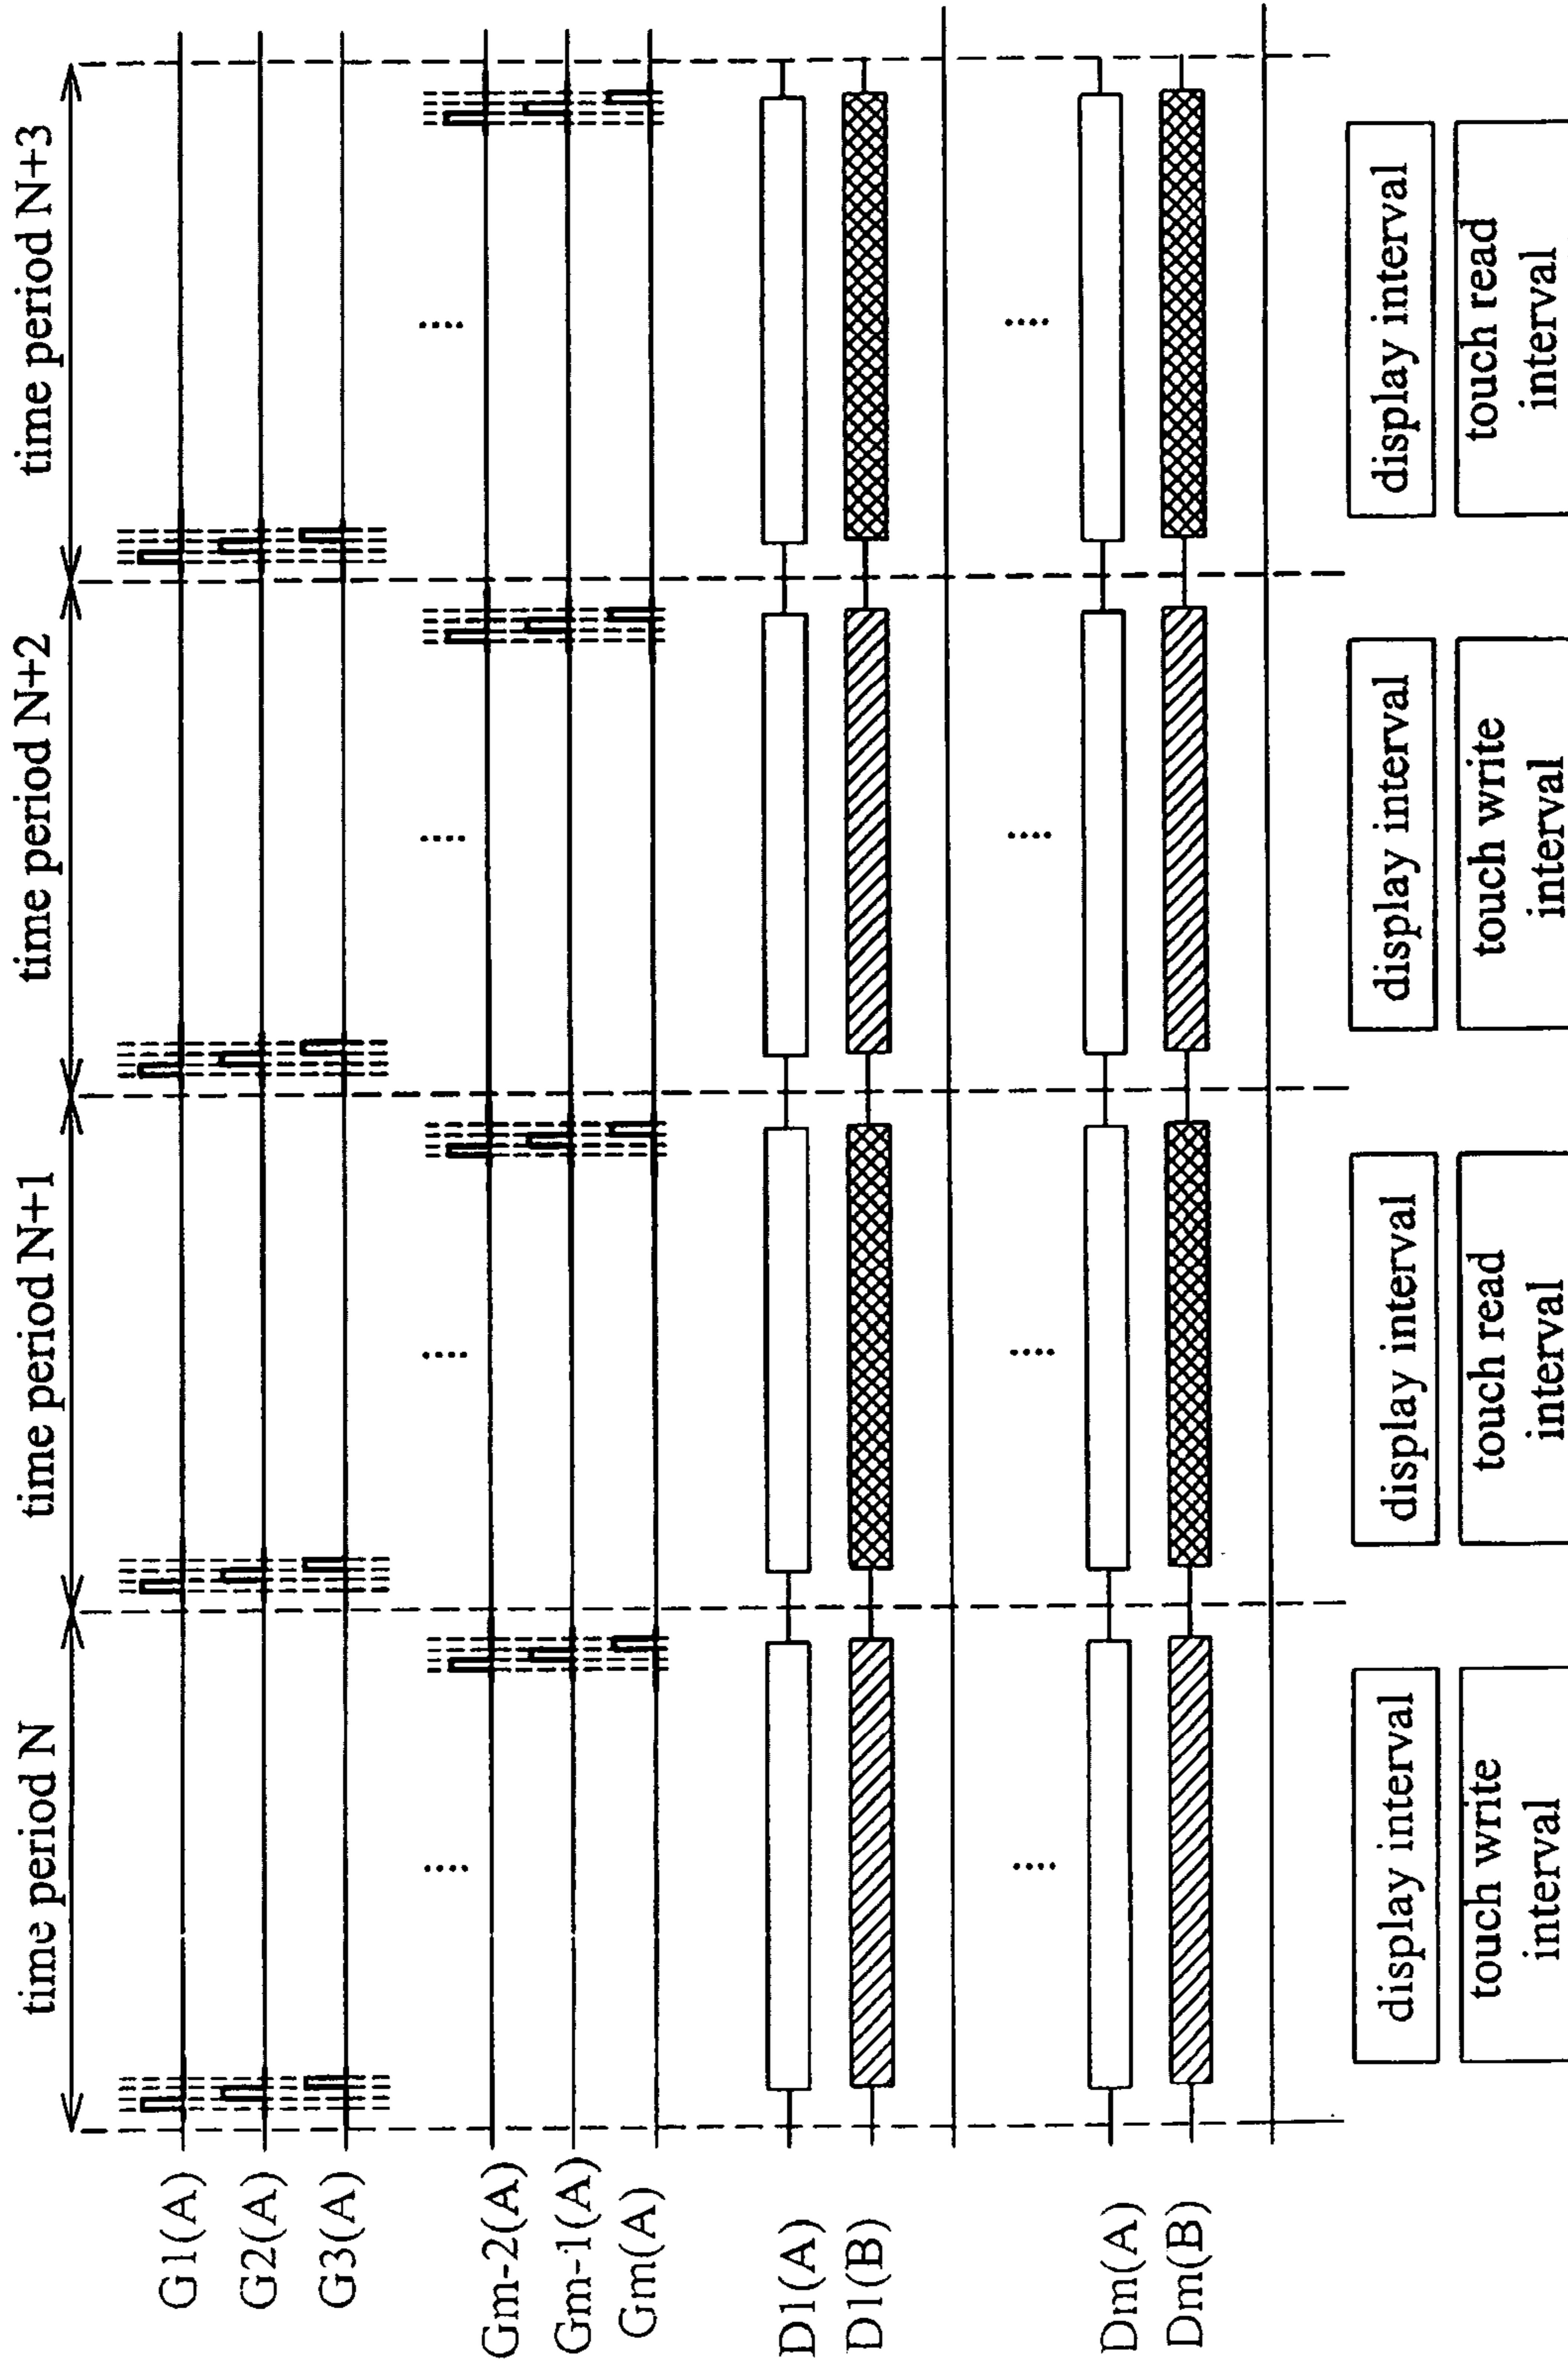 time period N
time period N+1
time period N+2
time period N+3
G1(A)
G2(A)
G3(A)
....
....
....
....
Gm-2(A)
Gm-1(A)
Gm(A)
D1(A)
D1(B)
....
....
....
....
Dm(A)
Dm(B)
display interval
display interval
display interval
display interval
touch write
interval
touch read
interval
touch write
interval
touch read
interval